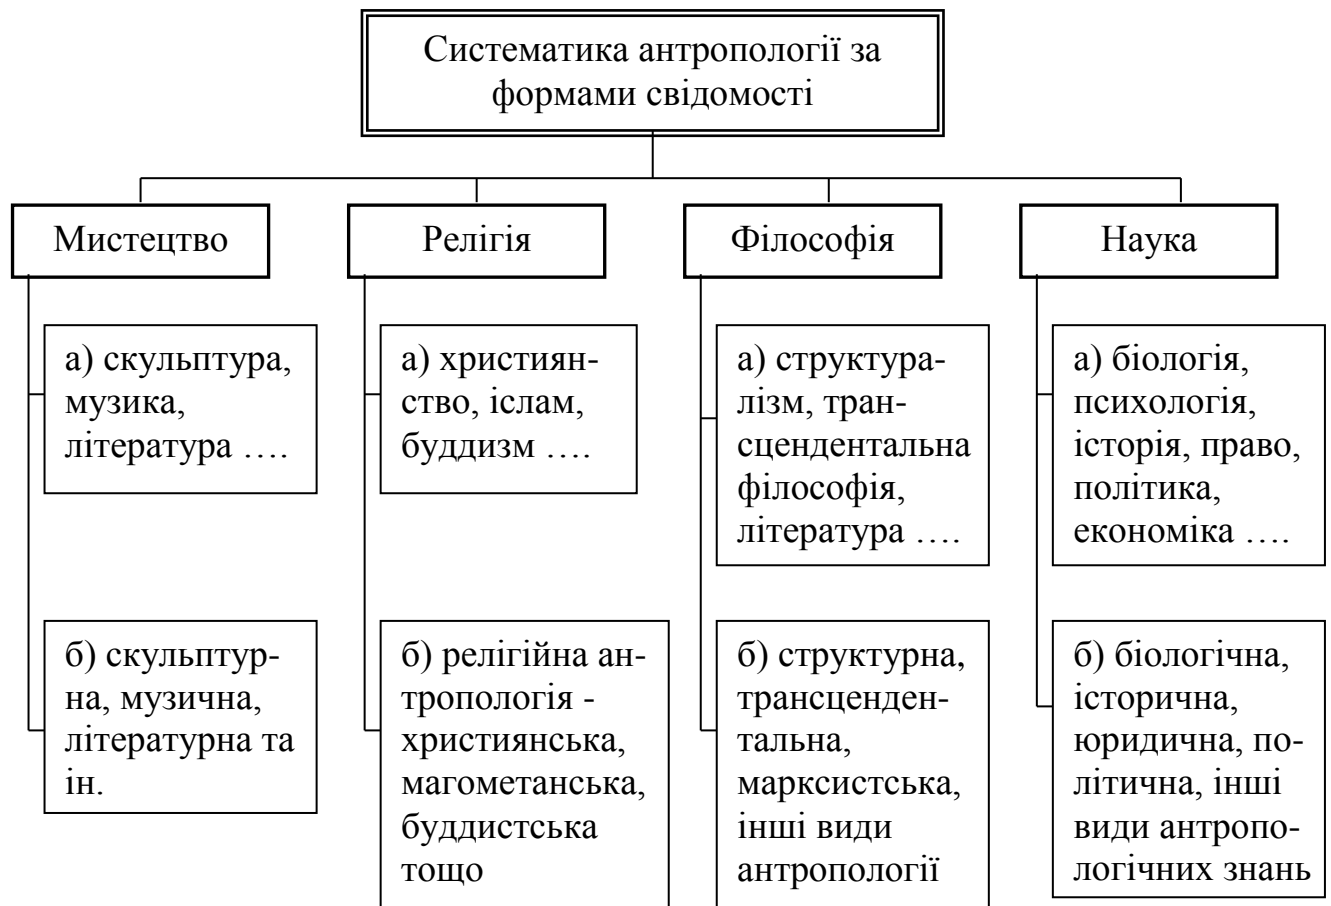 Систематика антропології за
формами свідомості
Мистецтво
Релігія
Філософія
Наука
а) скульптура,
музика,
література ….
а) християн-
ство, іслам,
буддизм ….
а) структура-
лізм, тран-
сцендентальна
філософія,
література ….
а) біологія,
психологія,
історія, право,
політика,
економіка ….
б) скульптур-
на, музична,
літературна та
ін.
б) релігійна ан-
тропологія -
християнська,
магометанська,
буддистська
тощо
б) структурна,
трансценден-
тальна,
марксистська,
інші види
антропології
б) біологічна,
історична,
юридична, по-
літична, інші
види антропо-
логічних знань